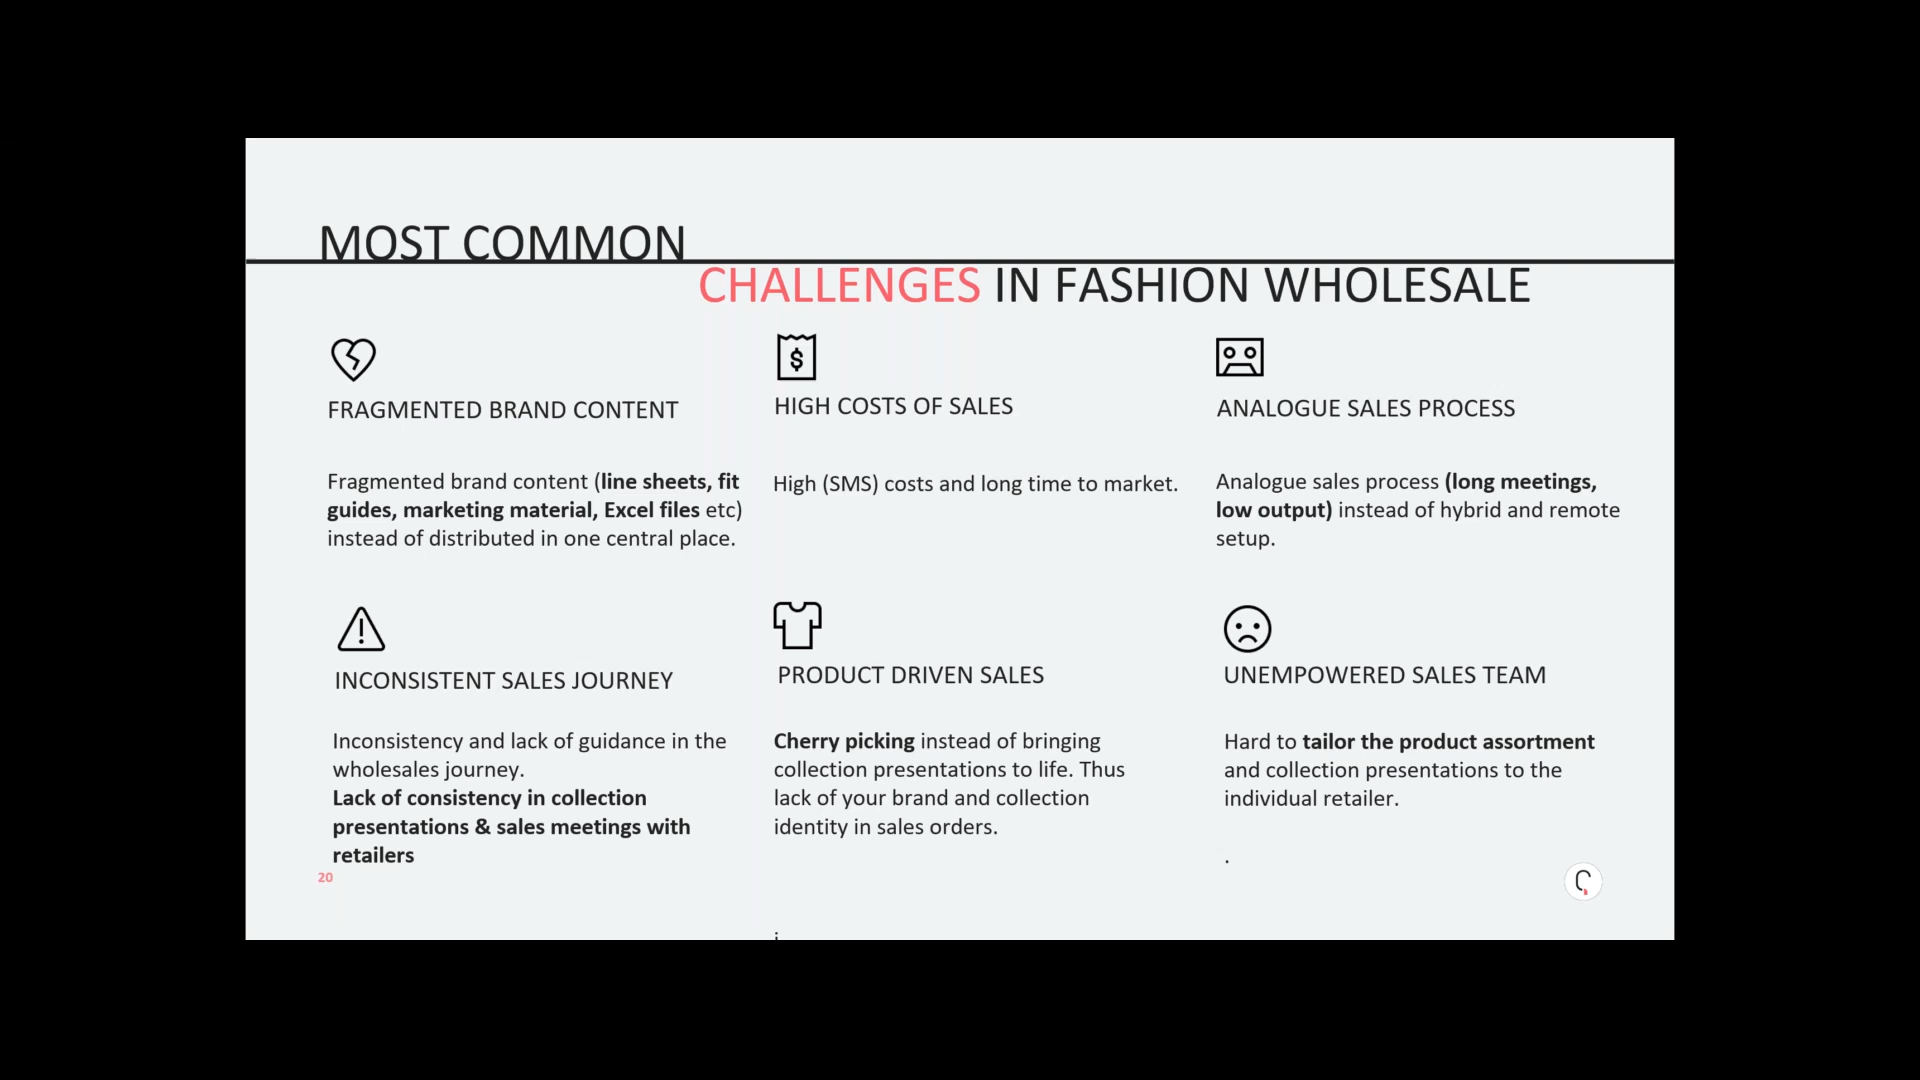 MOST COMMON
CHALLENGES IN FASHION WHOLESALE
FRAGMENTED BRAND CONTENT
Fragmented brand content (line sheets, fit
guides, marketing material, Excel files etc)
instead of distributed in one central place.
HIGH COSTS OF SALES
High (SMS) costs and long time to market.
ANALOGUE SALES PROCESS
Analogue sales process (long meetings,
low output) instead of hybrid and remote
setup.
INCONSISTENT SALES JOURNEY
Inconsistency and lack of guidance in the
wholesales journey.
Lack of consistency in collection
presentations & sales meetings with
retailers
PRODUCT DRIVEN SALES
Cherry picking instead of bringing
collection presentations to life. Thus
lack of your brand and collection
identity in sales orders.
UNEMPOWERED SALES TEAM
Hard to tailor the product assortment
and collection presentations to the
individual retailer.
.
20